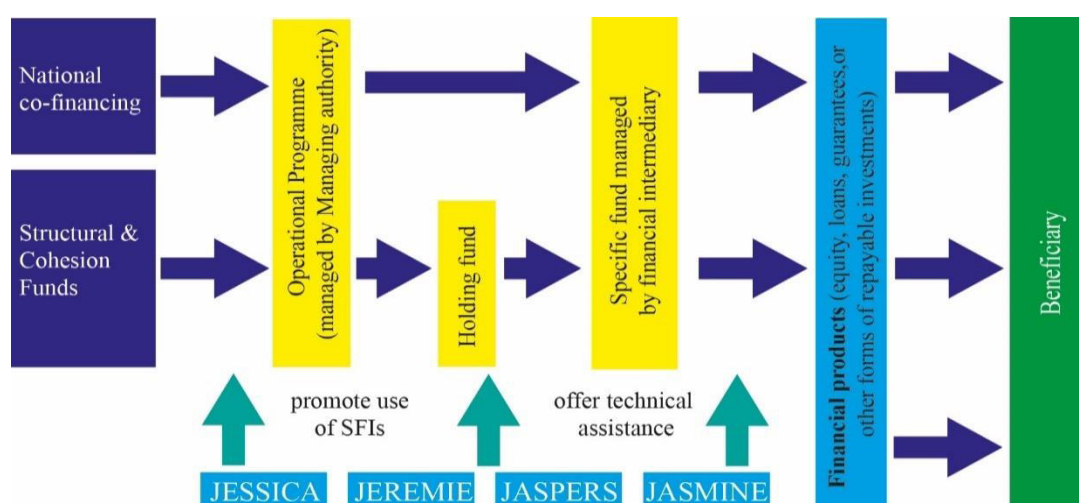 National
co-financing
Structural &
Cohesion
Funds
Operational Programme
(managed by Managing authority)
Holding fund
Specific fund managed
by financial intermediary
Financial products (equity, loans, guarantees,or
other forms of repayable investments)
Beneficiary
promote use
of SFIs
offer technical
assistance
JESSICA
JEREMIE
JASPERS
JASMINE